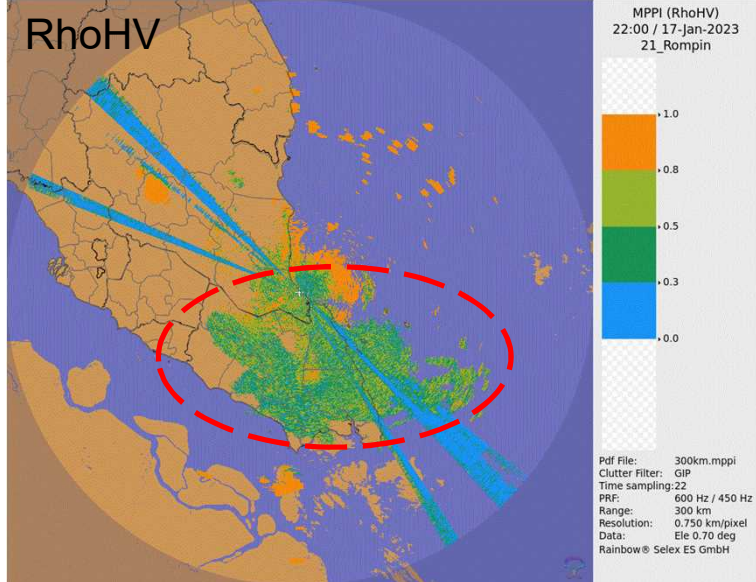 RhoHV
MPPI (RhoHV)
22:00 / 17-Jan-2023
21_Rompin
1.0
0.8
0.5
0.3
0.0
Pdf File: 300km.mppi
Clutter Filter: GIP
Time sampling:22
PRF: 600 Hz / 450 Hz
Range: 300 km
Resolution: 0.750 km/pixel
Data: Ele 0.70 deg
Rainbow® Selex ES GmbH